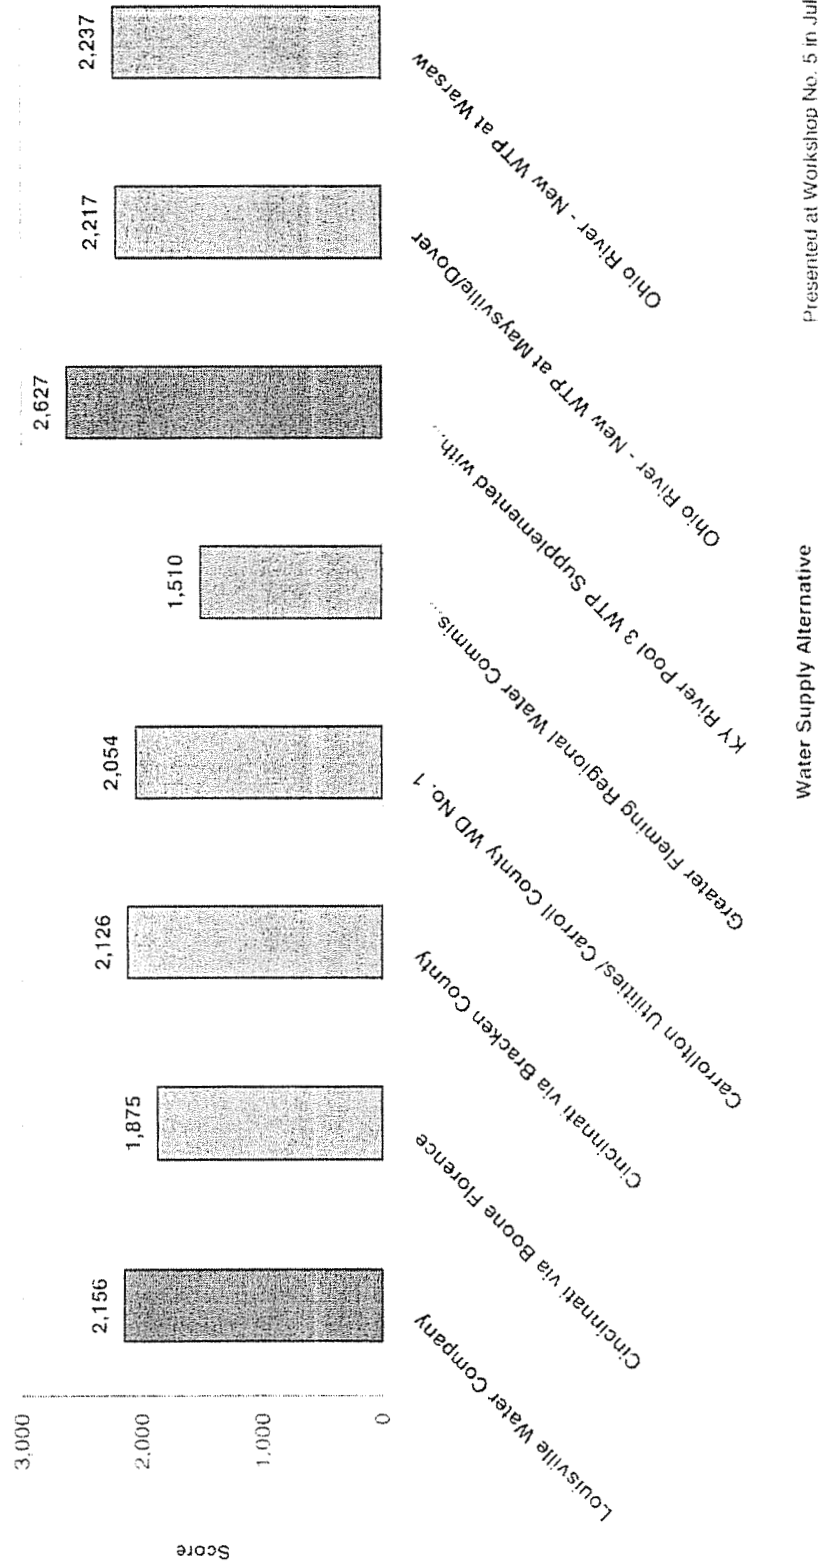 Score
3,000
2,000
1,000
0
2,156
1,875
2,126
2,054
1,510
2,627
2,217
2,237
Louisville Water Company
Cincinnati via Boone Florence
Cincinnati via Bracken County
Carrollton Utilities/ Carroll County WD No. 1
Greater Fleming Regional Water Commis...
KY River Pool 3 WTP Supplemented with...
Ohio River - New WTP at Maysville/Dover
Ohio River - New WTP at Warsaw
Water Supply Alternative
Presented at Workshop No. 5 in Jul